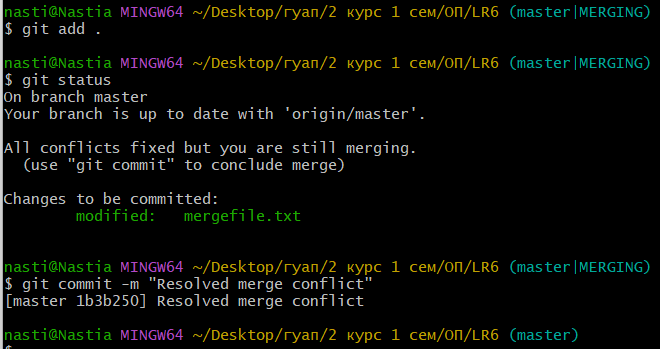 nasti@Nastia MINGW64 ~/Desktop/гуап/2 курс 1 сем/ОП/LR6 (master|MERGING)
$ git add .
nasti@Nastia MINGW64 ~/Desktop/гуап/2 курс 1 сем/ОП/LR6 (master|MERGING)
$ git status
On branch master
Your branch is up to date with 'origin/master'.
All conflicts fixed but you are still merging.
(use "git commit" to conclude merge)
Changes to be committed:
modified: mergefile.txt
nasti@Nastia MINGW64 ~/Desktop/гуап/2 курс 1 сем/ОП/LR6 (master|MERGING)
$ git commit -m "Resolved merge conflict"
[master 1b3b250] Resolved merge conflict
nasti@Nastia MINGW64 ~/Desktop/гуап/2 курс 1 сем/ОП/LR6 (master)